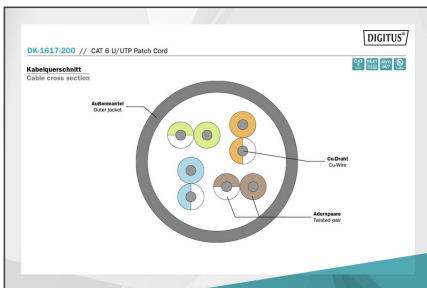 DIGITUS®
DK-1617-200 // CAT 6 U/UTP Patch Cord
Kabelquerschnitt
Cable cross section
Außenmantel
Outer jacket
Cu-Draht
Cu-Wire
Adernpaare
Twisted pair